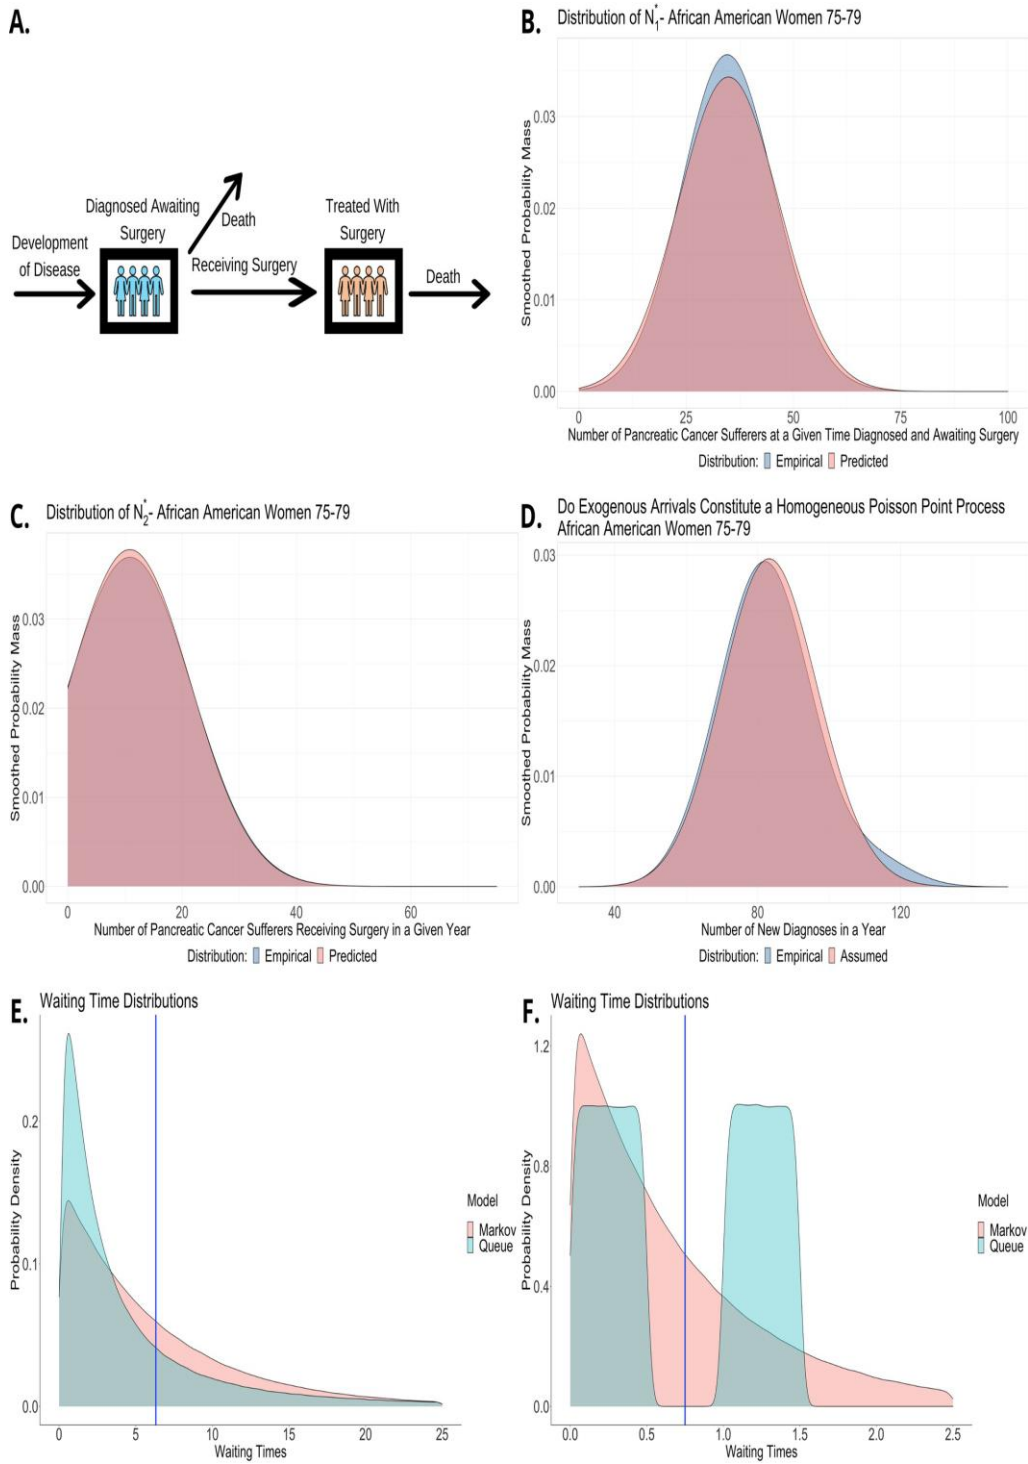 A.
Development
of Disease
Diagnosed Awaiting
Surgery
Death
Receiving Surgery
Treated With
Surgery
Death
B. Distribution of N₁*- African American Women 75-79
Smoothed Probability Mass
0.03
0.02
0.01
0.00
0 25 50 75 100
Number of Pancreatic Cancer Sufferers at a Given Time Diagnosed and Awaiting Surgery
Distribution: Empirical Predicted
C. Distribution of N₂*- African American Women 75-79
Smoothed Probability Mass
0.03
0.02
0.01
0.00
0 20 40 60
Number of Pancreatic Cancer Sufferers Receiving Surgery in a Given Year
Distribution: Empirical Predicted
D. Do Exogenous Arrivals Constitute a Homogeneous Poisson Point Process
African American Women 75-79
Smoothed Probability Mass
0.03
0.02
0.01
0.00
40 80 120
Number of New Diagnoses in a Year
Distribution: Empirical Assumed
E. Waiting Time Distributions
Probability Density
0.2
0.1
0.0
0 5 10 15 20 25
Waiting Times
Model
Markov
Queue
F. Waiting Time Distributions
Probability Density
1.2
0.8
0.4
0.0
0.0 0.5 1.0 1.5 2.0 2.5
Waiting Times
Model
Markov
Queue